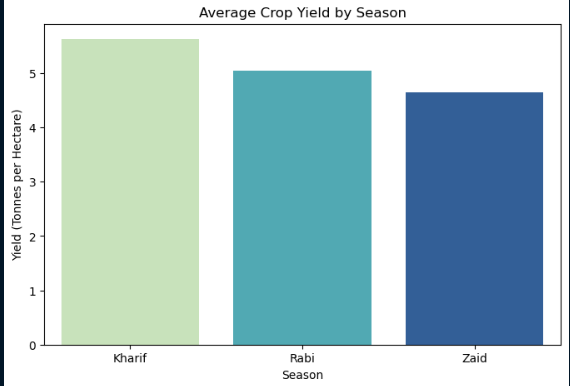 Average Crop Yield by Season
Yield (Tonnes per Hectare)
5
4
3
2
1
0
Kharif Rabi Zaid
Season